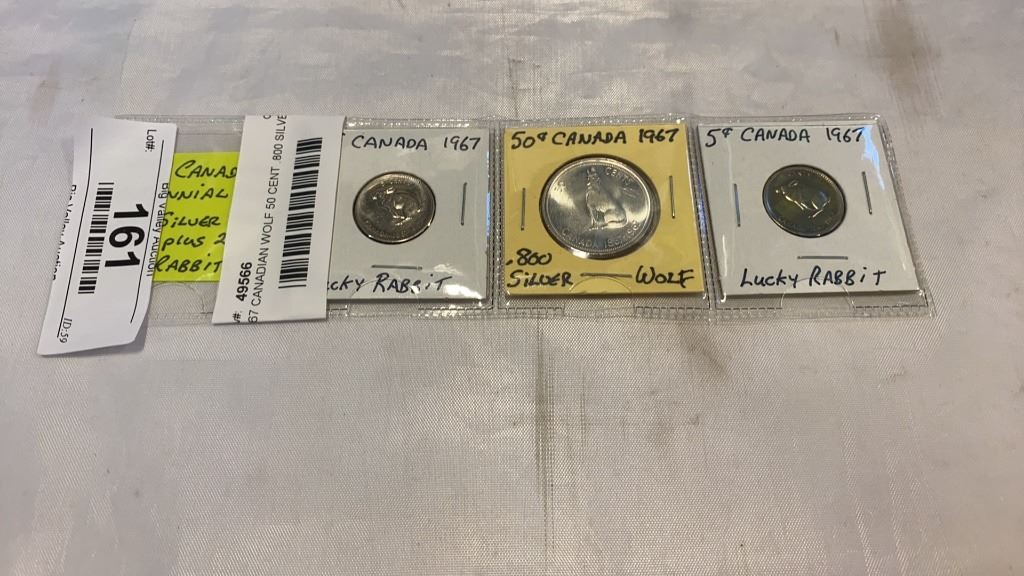 Lot#:
161
Big Valley Auction
ID:59
CANAD
NNIAL
SILVER
plus 2
RABBIT
#:
49566
67 CANADIAN WOLF 50 CENT .800 SILVE
CANADA 1967
cky RABBIT
50¢ CANADA 1967
.800
SILVER WOLF
5¢ CANADA 1967
LUCKY RABBIT